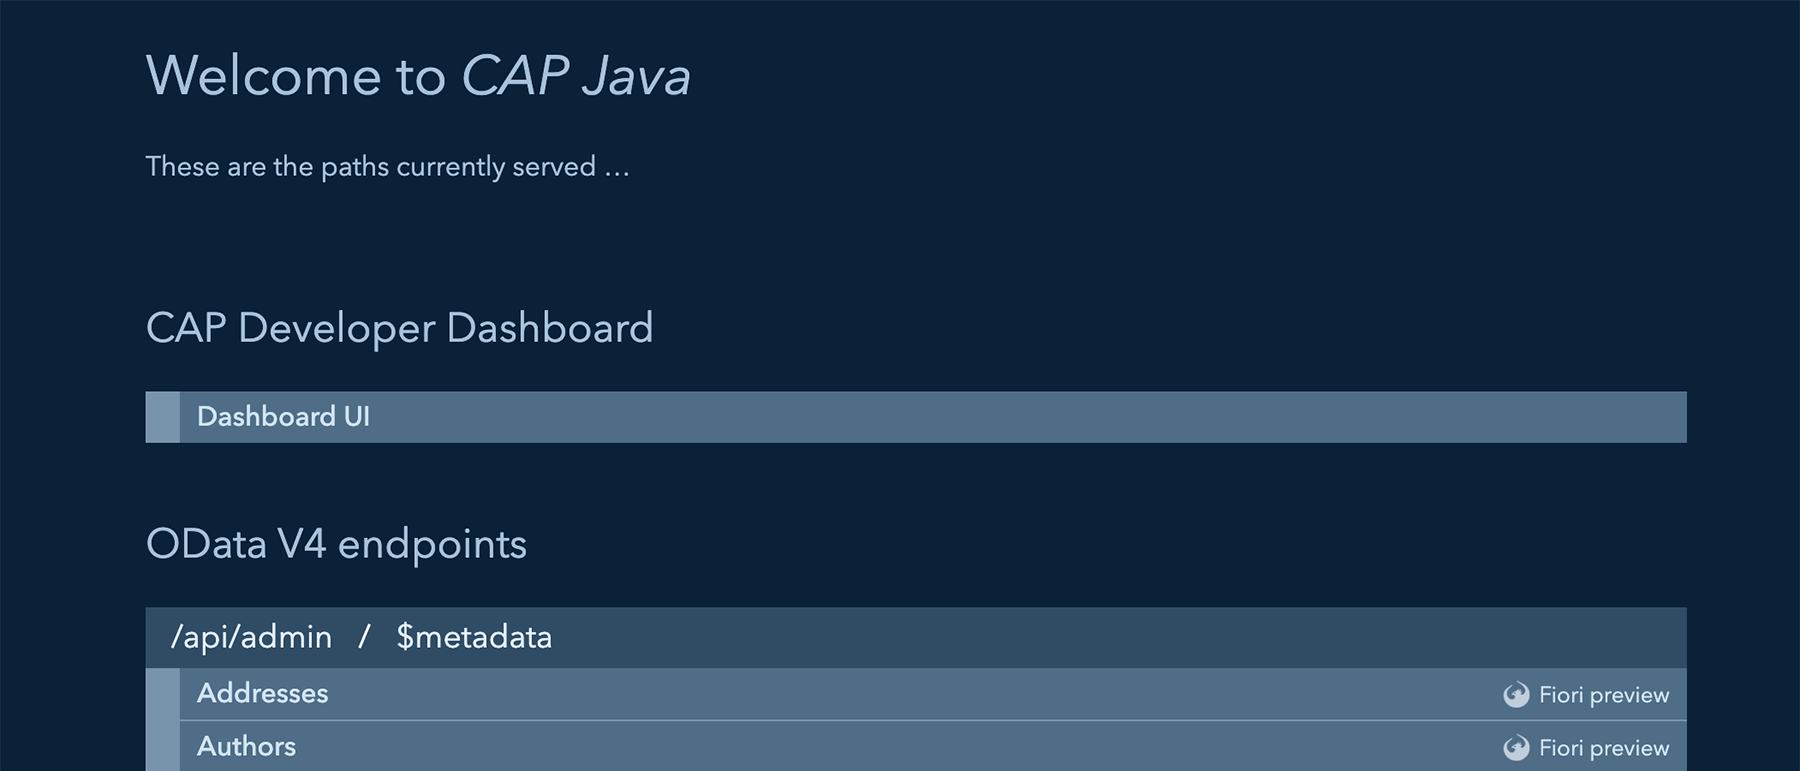 Welcome to CAP Java
These are the paths currently served …
CAP Developer Dashboard
Dashboard UI
OData V4 endpoints
/api/admin / $metadata
Addresses Fiori preview
Authors Fiori preview